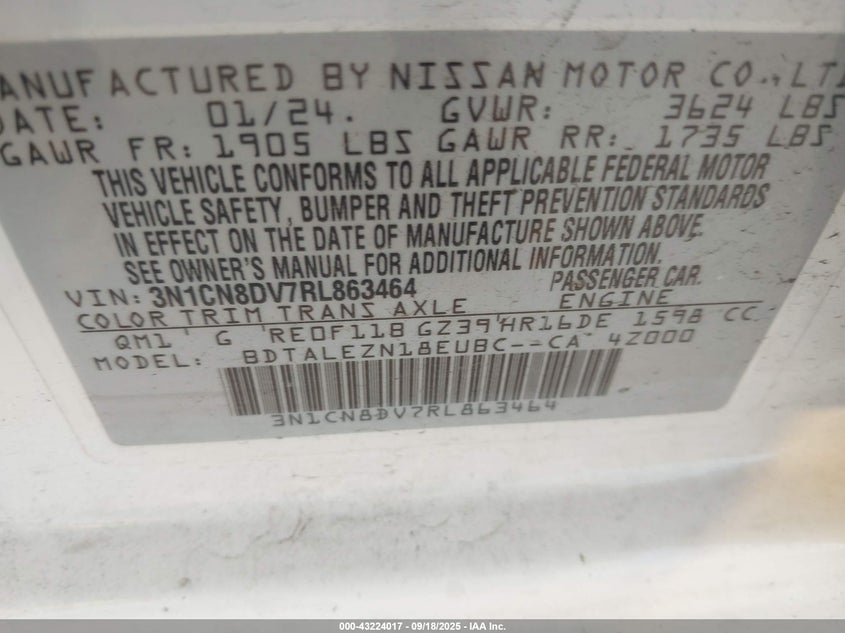 ANUFACTURED BY NISSAN MOTOR CO., LTD
DATE: 01/24. GVWR: 3624 LBS
GAWR FR: 1905 LBS GAWR RR: 1735 LBS
THIS VEHICLE CONFORMS TO ALL APPLICABLE FEDERAL MOTOR
VEHICLE SAFETY, BUMPER AND THEFT PREVENTION STANDARDS
IN EFFECT ON THE DATE OF MANUFACTURE SHOWN ABOVE.
SEE OWNER'S MANUAL FOR ADDITIONAL INFORMATION.
VIN: 3N1CN8DV7RL863464 PASSENGER CAR.
COLOR TRIM TRANS AXLE ENGINE
QM1 G RE0F11B GZ39 HR16DE 1598 CC
MODEL: BDTALEZN18EUBC--CA 4Z000
3N1CN8DV7RL863464
000-43224017 - 09/18/2025 - IAA Inc.